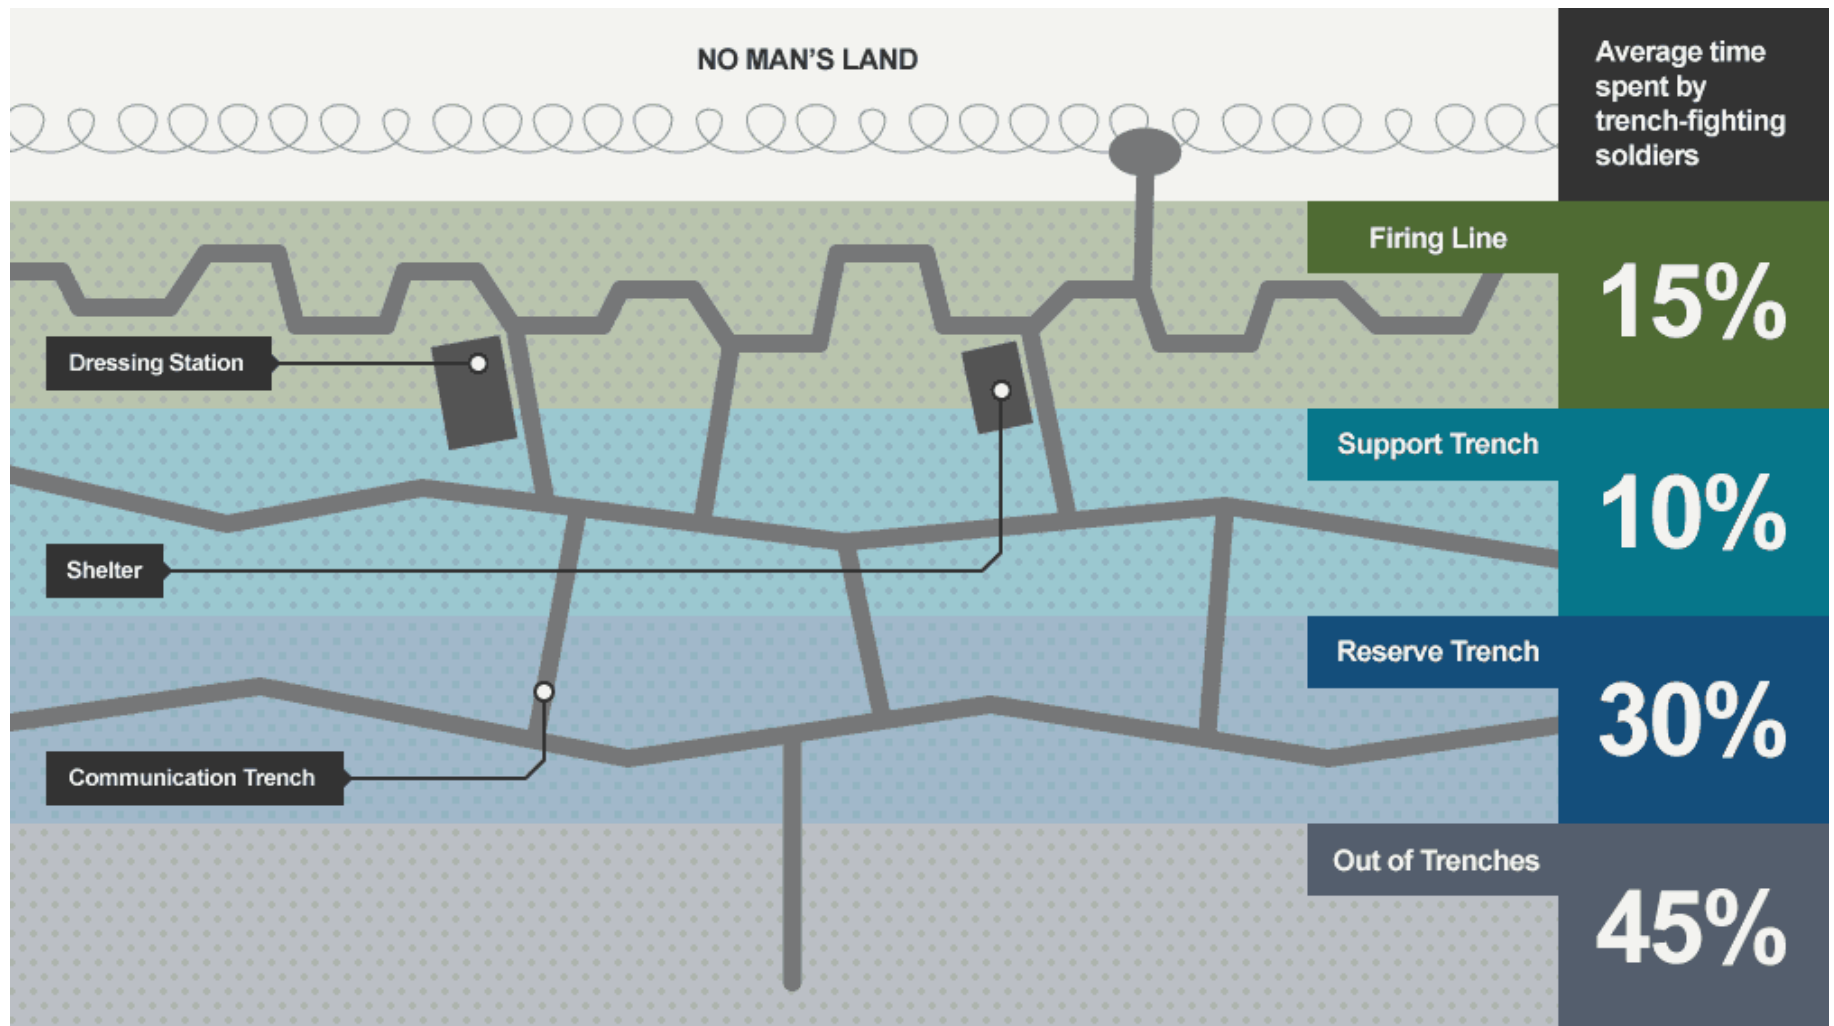 NO MAN’S LAND
Average time
spent by
trench-fighting
soldiers
Firing Line
15%
Dressing Station
Support Trench
10%
Shelter
Reserve Trench
30%
Communication Trench
Out of Trenches
45%